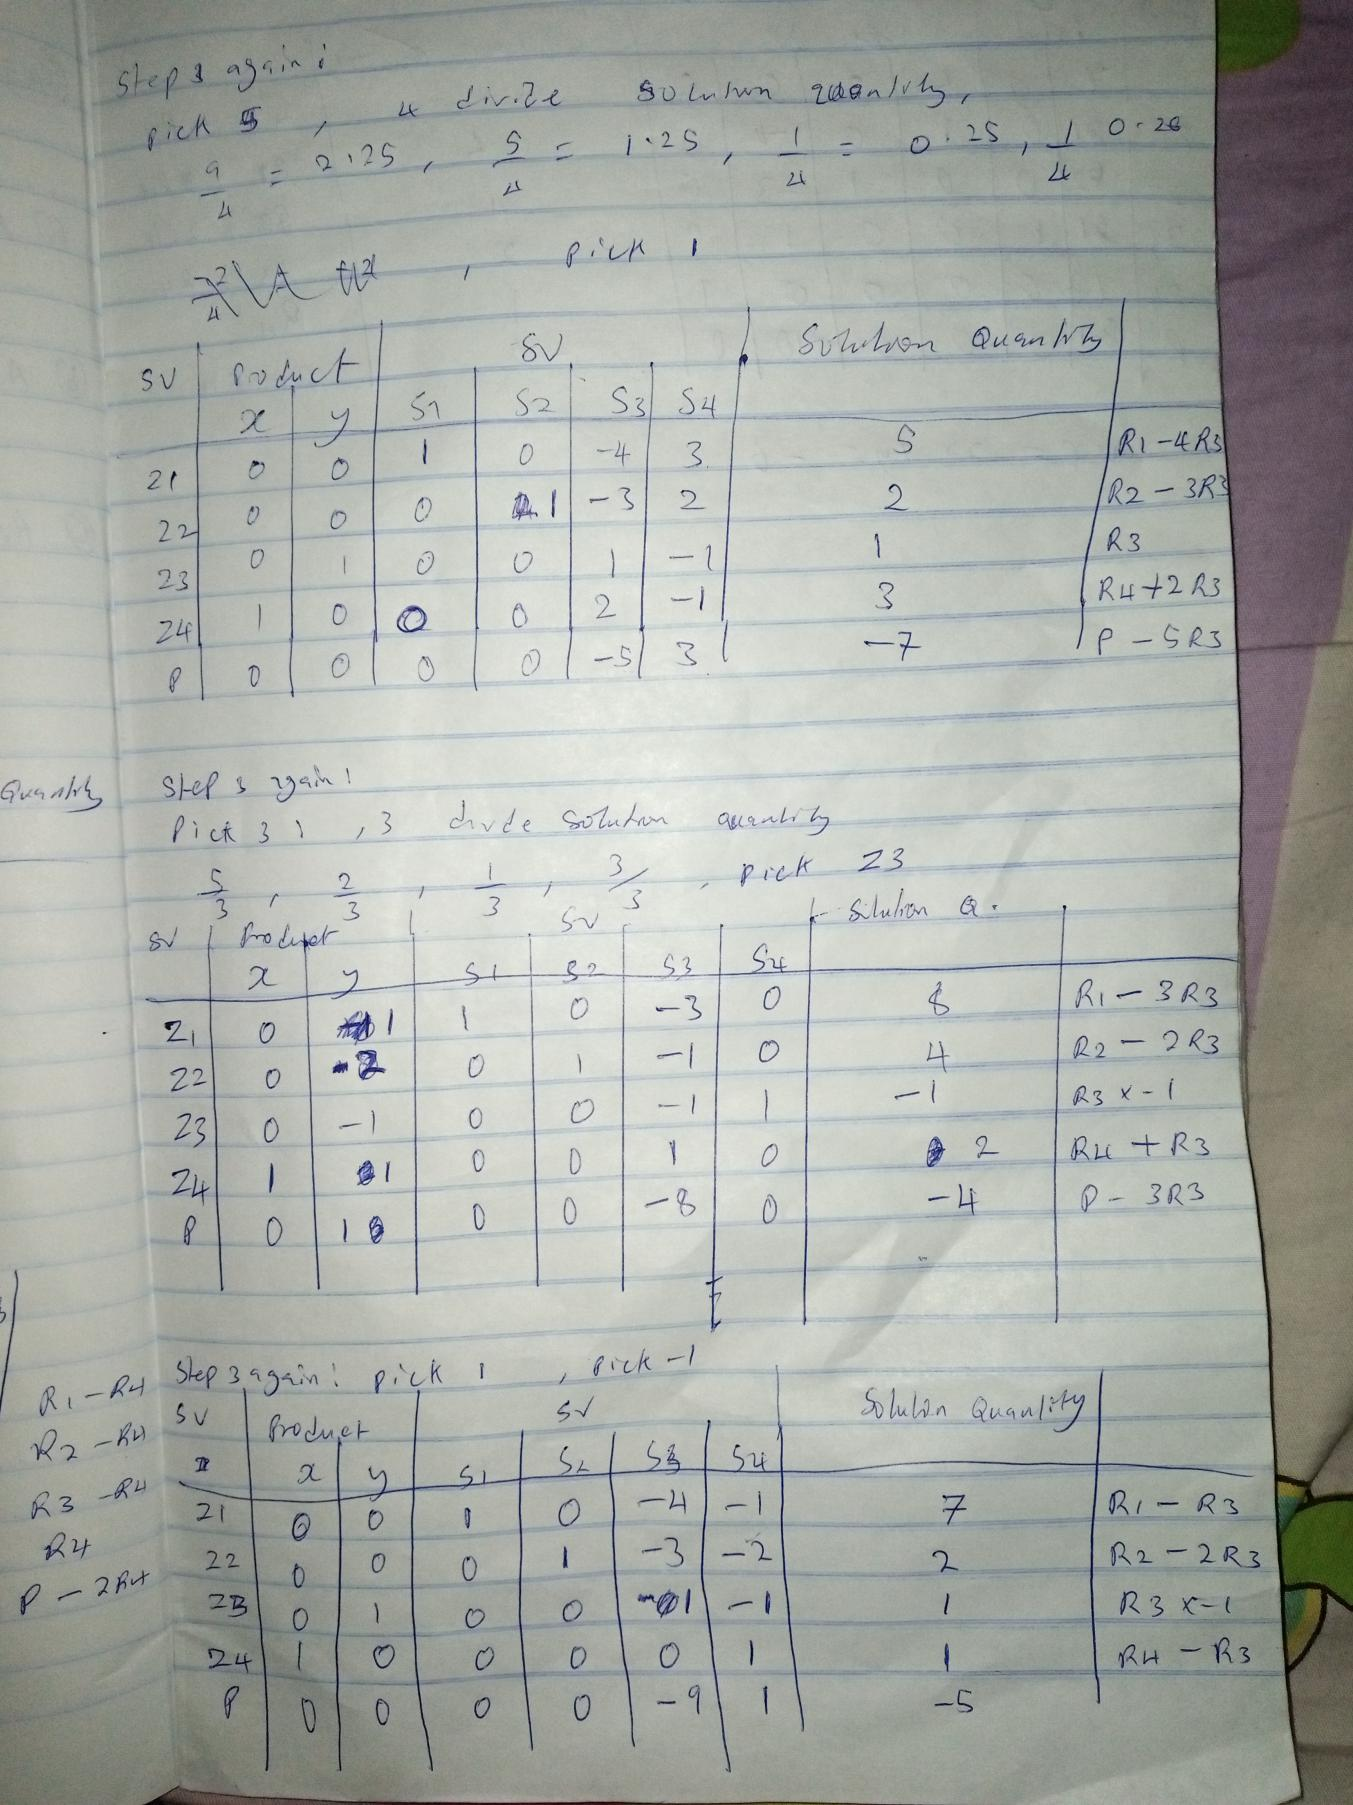 Step 3 again:
pick 5, 4 divide solution quantity,
9/4 = 2.25, 5/4 = 1.25, 1/4 = 0.25, 1/4 0.25
, pick 1
SV Product SV Solution Quantity
x y S1 S2 S3 S4
Z1 0 0 1 0 -4 3 5 R1 - 4R3
Z2 0 0 0 1 -3 2 2 R2 - 3R3
Z3 0 1 0 0 1 -1 1 R3
Z4 1 0 0 0 2 -1 3 R4 + 2R3
P 0 0 0 0 -5 3 -7 P - 5R3
Quantity
Step 3 again:
Pick 3, 3 divde solution quantity
5/3, 2/3, 1/3, 3/3, pick Z3
SV Product SV Solution Q.
x y S1 S2 S3 S4
Z1 0 1 1 0 -3 0 8 R1 - 3R3
Z2 0 -2 0 1 -1 0 4 R2 - 2R3
Z3 0 -1 0 0 -1 1 -1 R3 x -1
Z4 1 1 0 0 1 0 2 R4 + R3
P 0 1 0 0 -8 0 -4 P - 3R3
Step 3 again: pick 1, pick -1
SV Product SV Solution Quantity
x y S1 S2 S3 S4
Z1 0 0 1 0 -4 -1 7 R1 - R3
Z2 0 0 0 1 -3 -2 2 R2 - 2R3
Z3 0 1 0 0 1 -1 1 R3 x -1
Z4 1 0 0 0 0 1 1 R4 - R3
P 0 0 0 0 -9 1 -5
R1 - R4
R2 - R4
R3 - R4
R4
P - 2R4